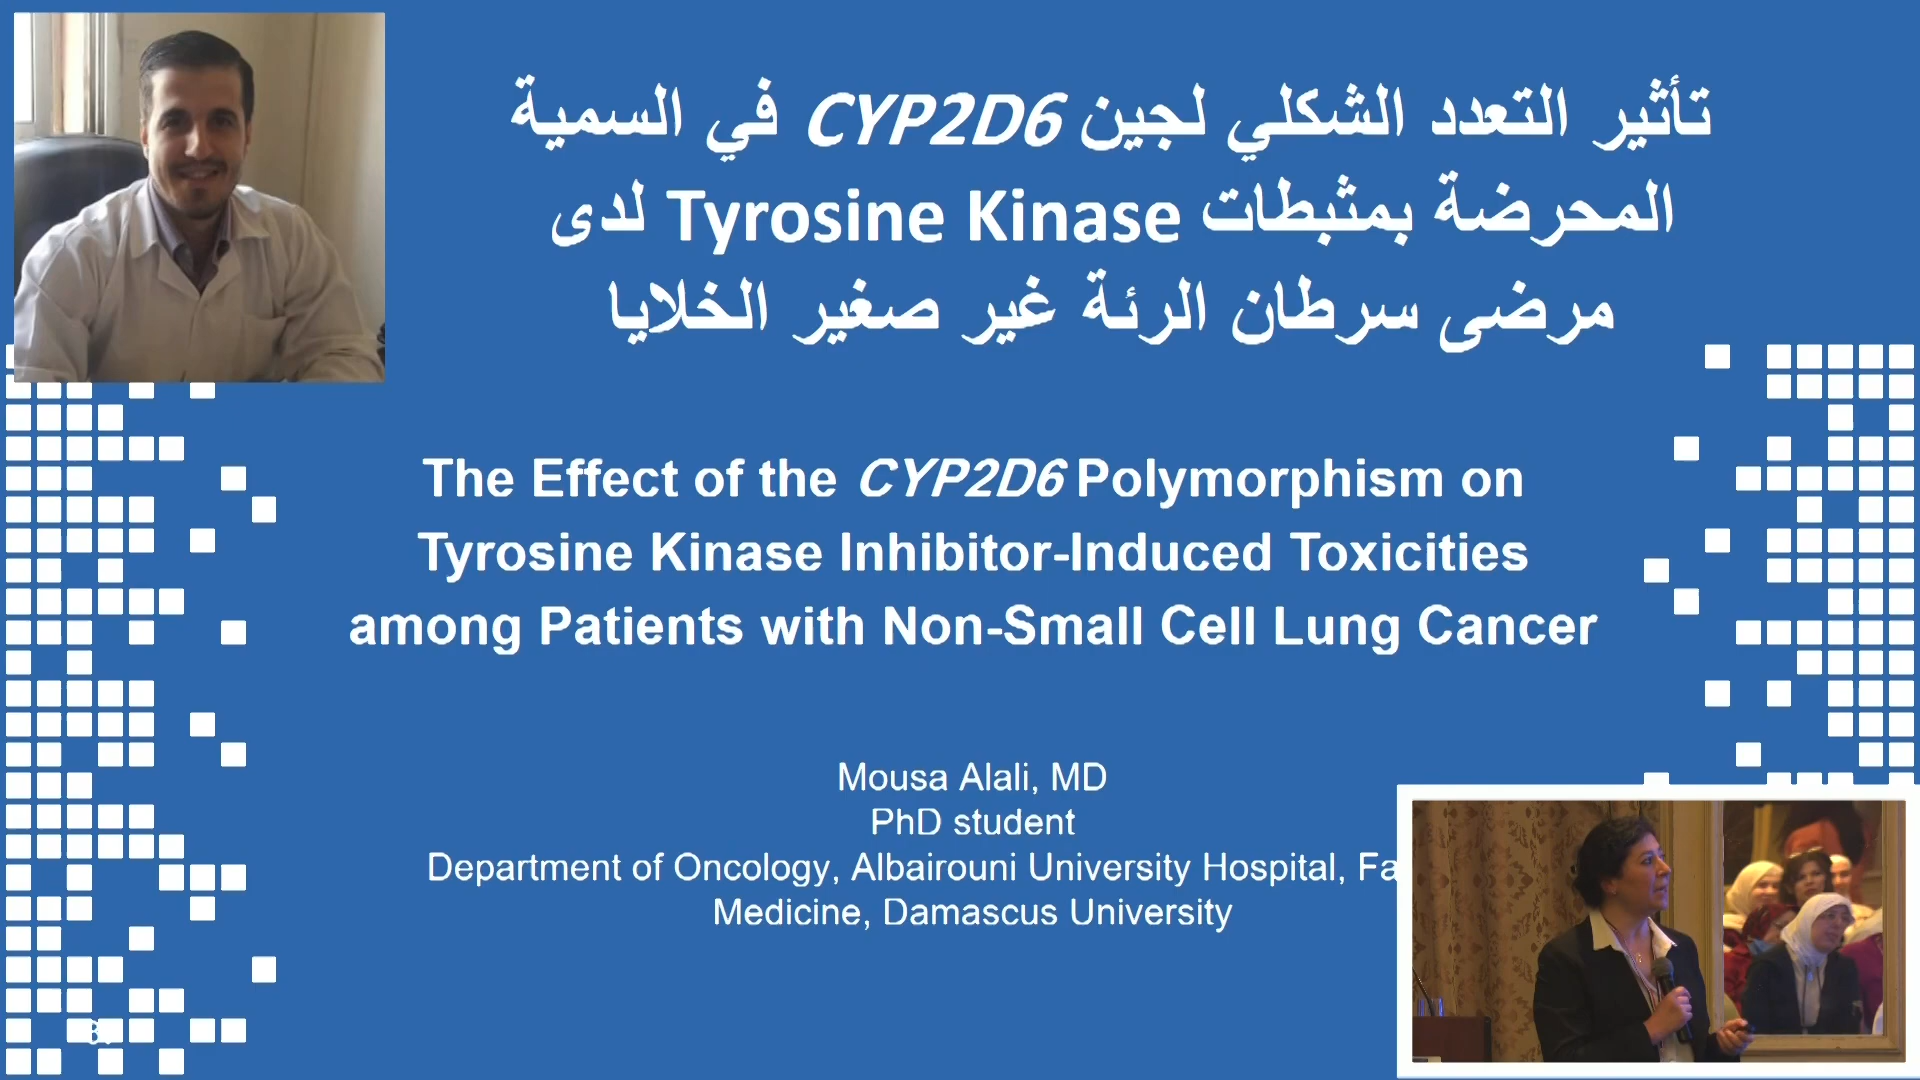 تأثير التعدد الشكلي لجين CYP2D6 في السمية
المحرضة بمثبطات Tyrosine Kinase لدى
مرضى سرطان الرئة غير صغير الخلايا
The Effect of the CYP2D6 Polymorphism on
Tyrosine Kinase Inhibitor-Induced Toxicities
among Patients with Non-Small Cell Lung Cancer
Mousa Alali, MD
PhD student
Department of Oncology, Albairouni University Hospital,
Medicine, Damascus University